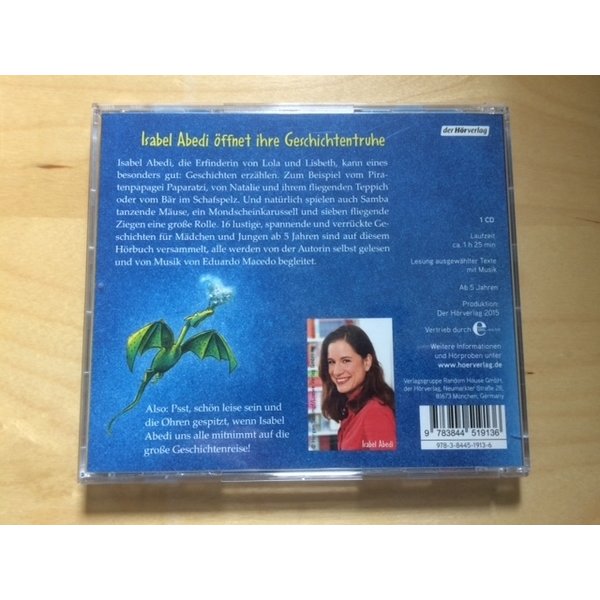 Isabel Abedi öffnet ihre Geschichtentruhe
der Hörverlag
Isabel Abedi, die Erfinderin von Lola und Lisbeth, kann eines
besonders gut: Geschichten erzählen. Zum Beispiel vom Pira-
tenpapagei Paparatzi, von Natalie und ihrem fliegenden Teppich
oder vom Bär im Schafspelz. Und natürlich spielen auch Samba
tanzende Mäuse, ein Mondscheinkarussell und sieben fliegende
Ziegen eine große Rolle. 16 lustige, spannende und verrückte Ge-
schichten für Mädchen und Jungen ab 5 Jahren sind auf diesem
Hörbuch versammelt, alle werden von der Autorin selbst gelesen
und von Musik von Eduardo Macedo begleitet.
Also: Psst, schön leise sein und
die Ohren gespitzt, wenn Isabel
Abedi uns alle mitnimmt auf die
große Geschichtenreise!
Isabel Abedi
1 CD
Laufzeit
ca. 1 h 25 min
Lesung ausgewählter Texte
mit Musik
Ab 5 Jahren
Produktion:
Der Hörverlag 2015
Vertrieb durch e
Weitere Informationen
und Hörproben unter
www.hoerverlag.de
Verlagsgruppe Random House GmbH,
der Hörverlag, Neumarkter Straße 28,
81673 München, Germany
9 783844 519136
978-3-8445-1913-6